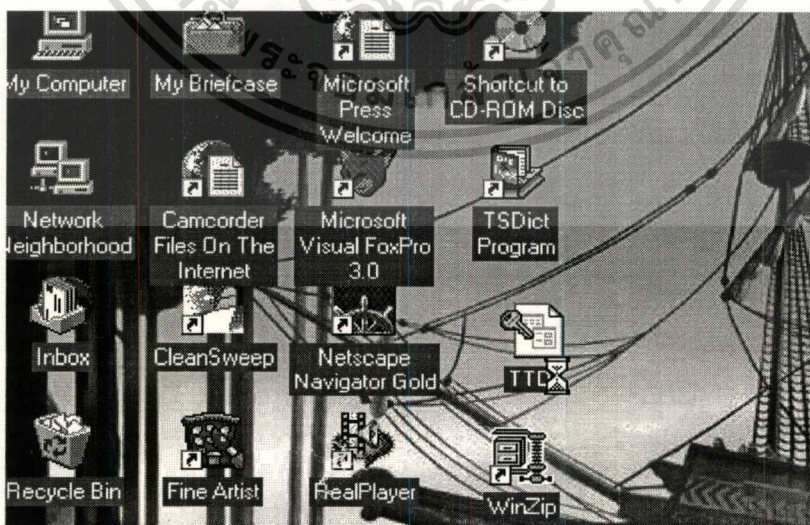 My Computer
My Briefcase
Microsoft
Press
Welcome
Shortcut to
CD-ROM Disc
Network
Neighborhood
Camcorder
Files On The
Internet
Microsoft
Visual FoxPro
3.0
TSDict
Program
Inbox
CleanSweep
Netscape
Navigator Gold
TTD
Recycle Bin
Fine Artist
RealPlayer
WinZip